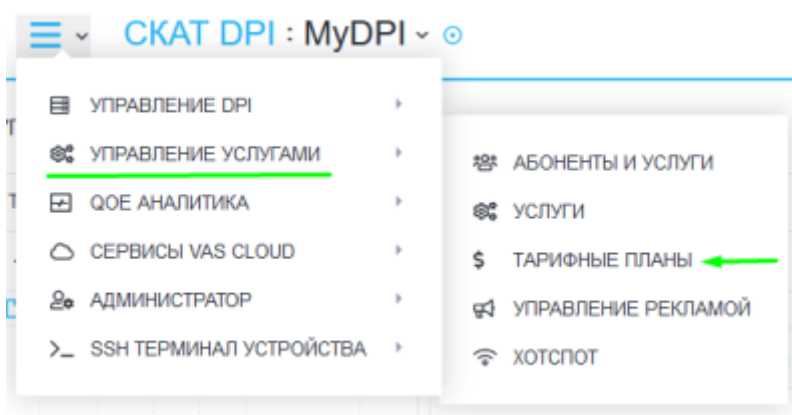 СКАТ DPI : MyDPI
УПРАВЛЕНИЕ DPI
УПРАВЛЕНИЕ УСЛУГАМИ
QOE АНАЛИТИКА
СЕРВИСЫ VAS CLOUD
АДМИНИСТРАТОР
SSH ТЕРМИНАЛ УСТРОЙСТВА
АБОНЕНТЫ И УСЛУГИ
УСЛУГИ
ТАРИФНЫЕ ПЛАНЫ
УПРАВЛЕНИЕ РЕКЛАМОЙ
ХОТСПОТ